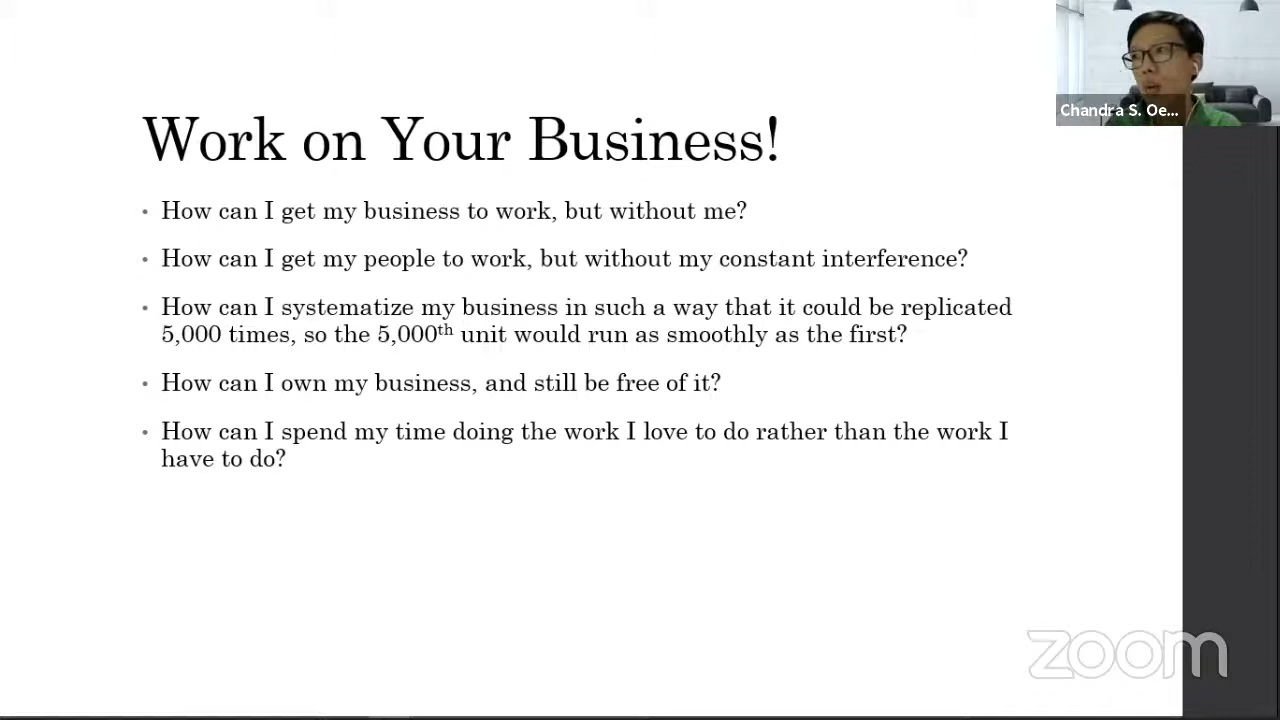 Chandra S. Oe...
Work on Your Business!
• How can I get my business to work, but without me?
• How can I get my people to work, but without my constant interference?
• How can I systematize my business in such a way that it could be replicated
5,000 times, so the 5,000th unit would run as smoothly as the first?
• How can I own my business, and still be free of it?
• How can I spend my time doing the work I love to do rather than the work I
have to do?
zoom